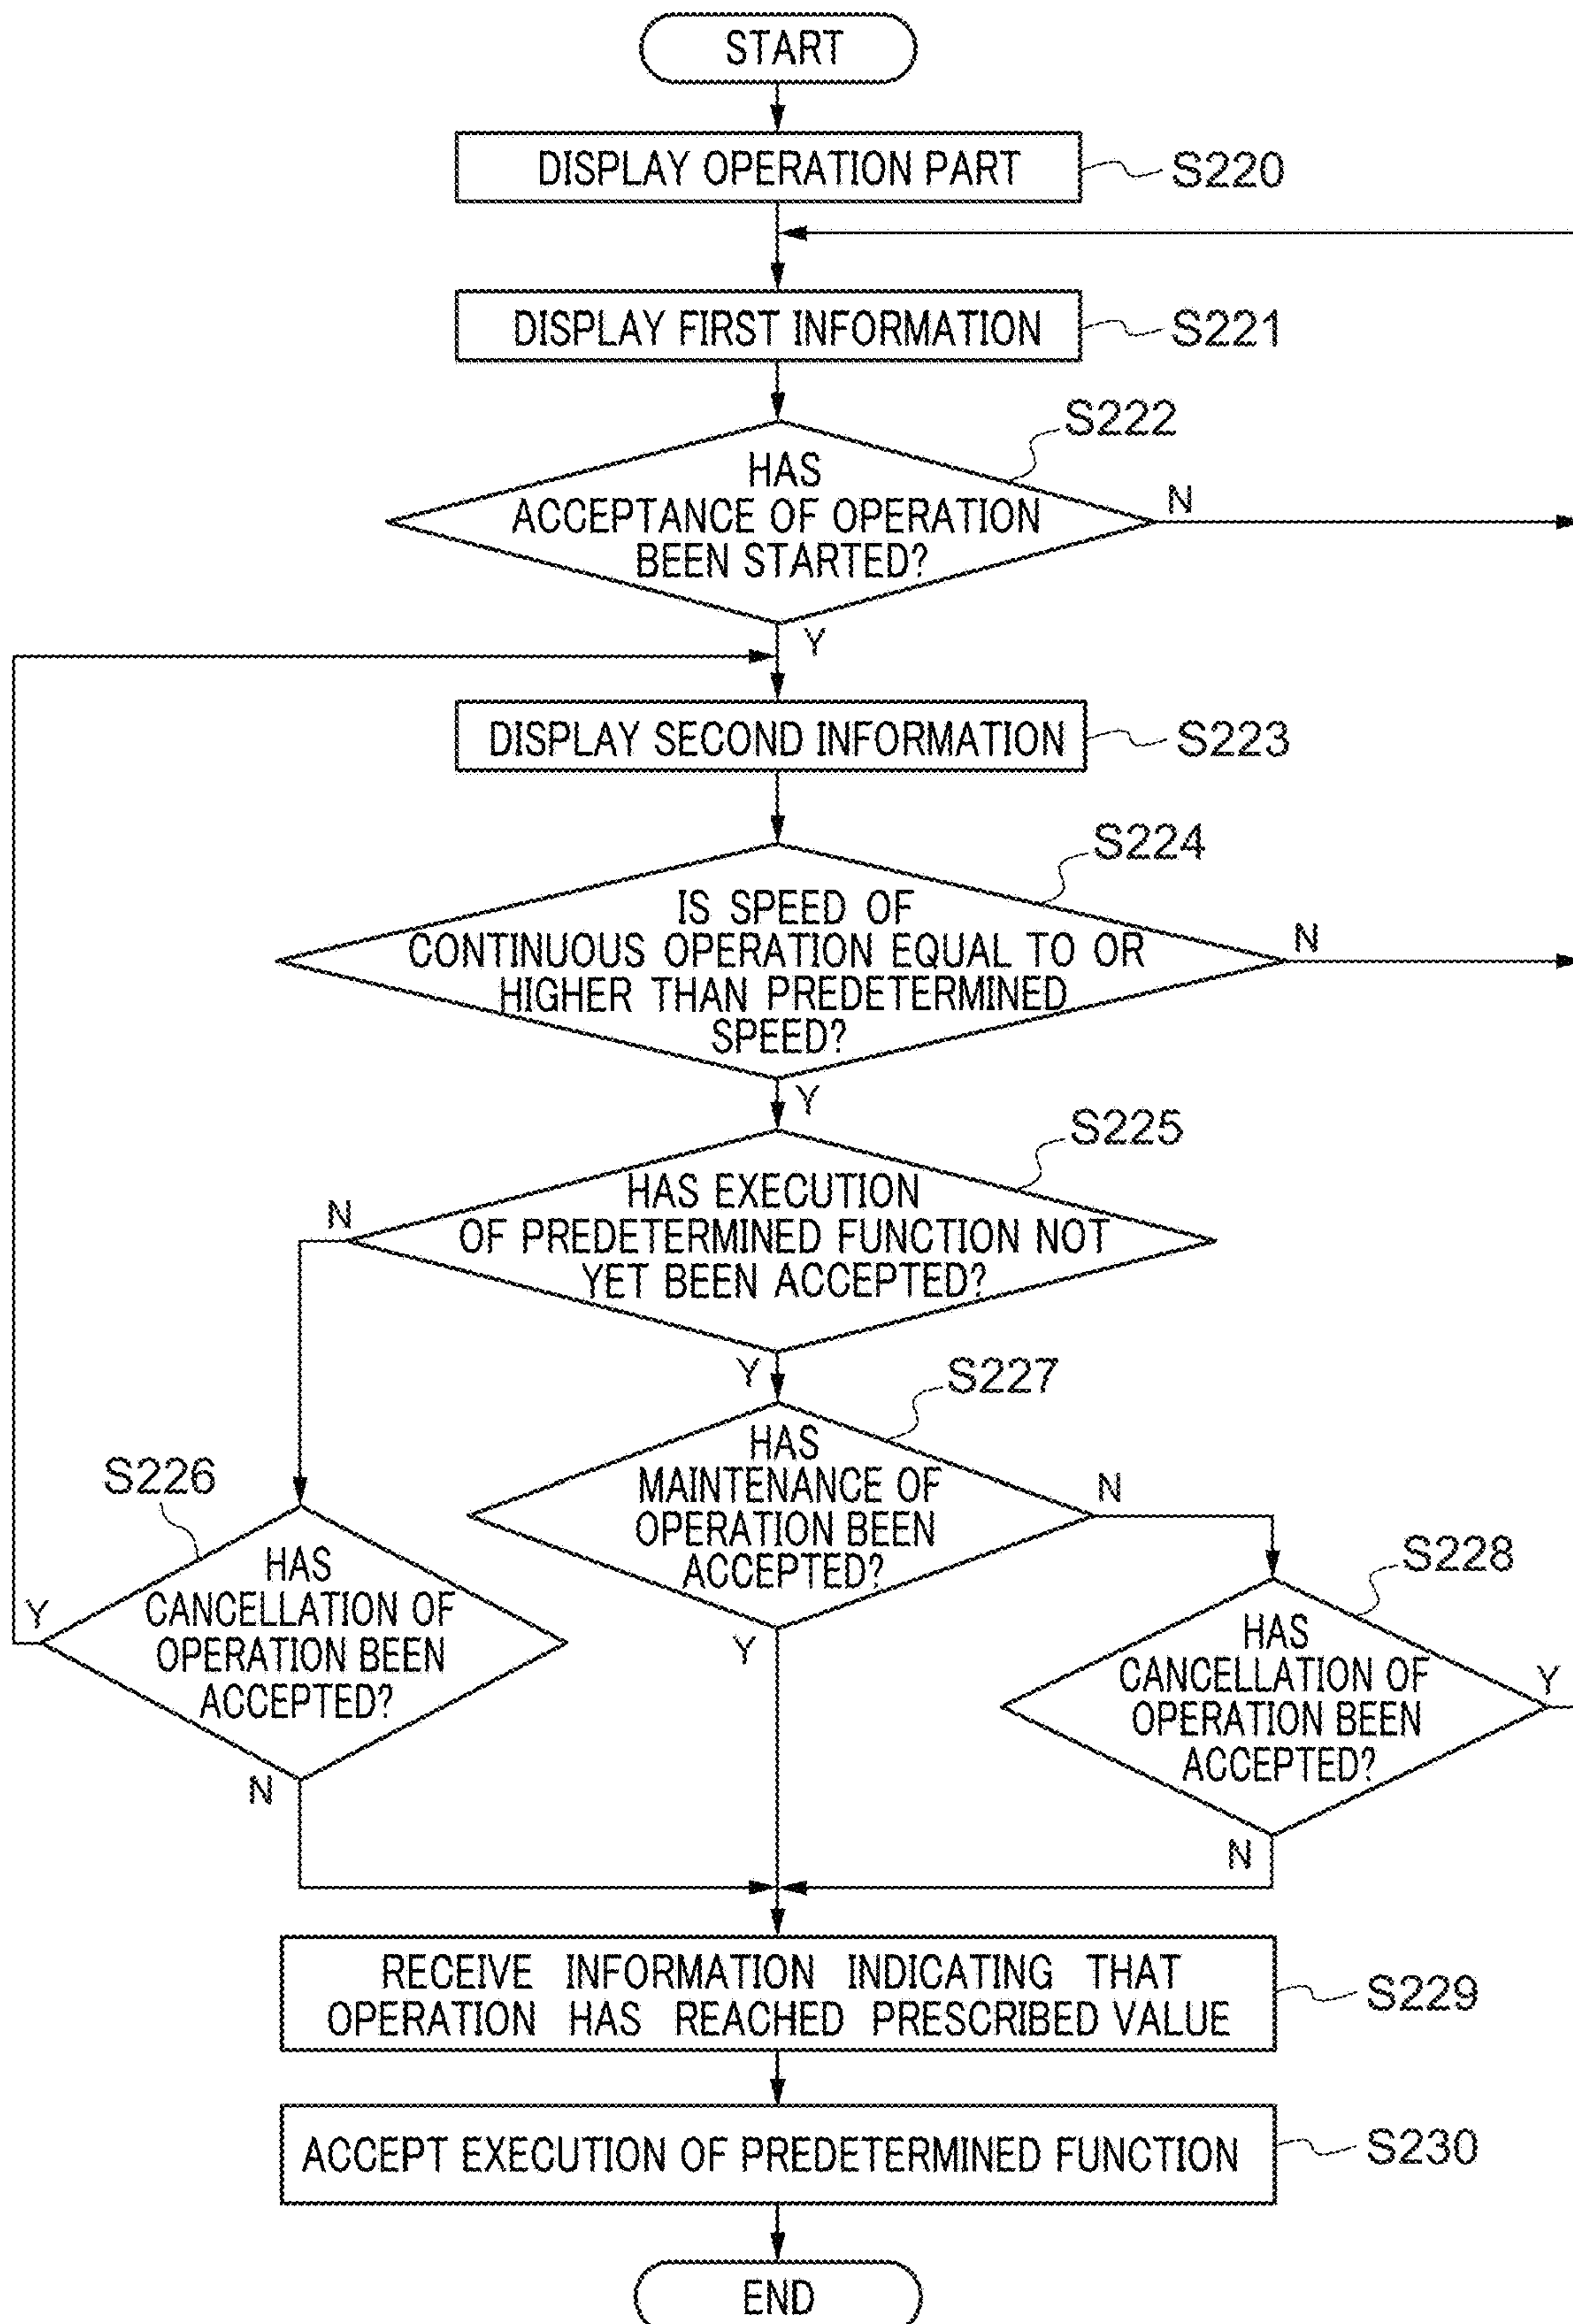 START
DISPLAY OPERATION PART
S220
DISPLAY FIRST INFORMATION
S221
S222
HAS
ACCEPTANCE OF OPERATION
BEEN STARTED?
N
Y
DISPLAY SECOND INFORMATION
S223
S224
IS SPEED OF
CONTINUOUS OPERATION EQUAL TO OR
HIGHER THAN PREDETERMINED
SPEED?
N
Y
S225
HAS EXECUTION
OF PREDETERMINED FUNCTION NOT
YET BEEN ACCEPTED?
N
Y
S226
HAS
CANCELLATION OF
OPERATION BEEN
ACCEPTED?
Y
N
S227
HAS
MAINTENANCE OF
OPERATION BEEN
ACCEPTED?
N
Y
S228
HAS
CANCELLATION OF
OPERATION BEEN
ACCEPTED?
Y
N
RECEIVE INFORMATION INDICATING THAT
OPERATION HAS REACHED PRESCRIBED VALUE
S229
ACCEPT EXECUTION OF PREDETERMINED FUNCTION
S230
END